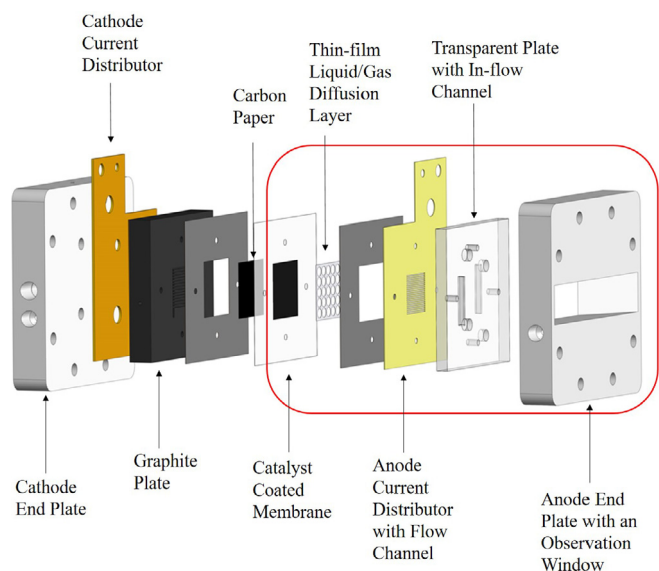 Cathode
Current
Distributor
Carbon
Paper
Thin-film
Liquid/Gas
Diffusion
Layer
Transparent Plate
with In-flow
Channel
Cathode
End Plate
Graphite
Plate
Catalyst
Coated
Membrane
Anode
Current
Distributor
with Flow
Channel
Anode End
Plate with an
Observation
Window